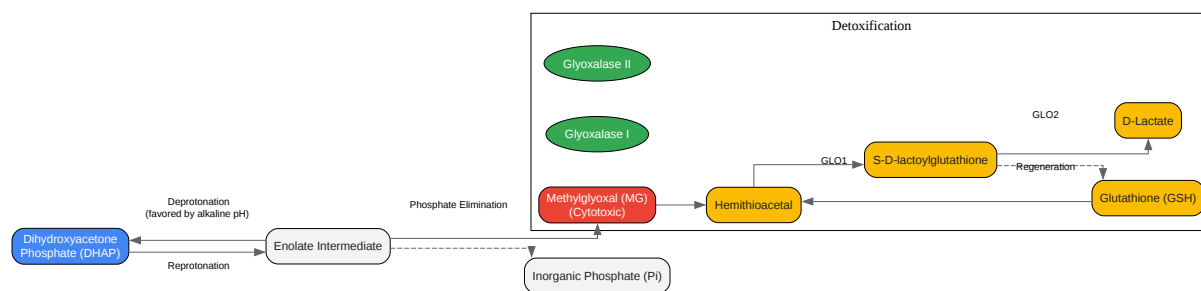 Detoxification
Glyoxalase II
Glyoxalase I
GLO2
D-Lactate
GLO1
S-D-lactoylglutathione
Regeneration
Methylglyoxal (MG)
(Cytotoxic)
Hemithioacetal
Glutathione (GSH)
Deprotonation
(favored by alkaline pH)
Phosphate Elimination
Dihydroxyacetone
Phosphate (DHAP)
Enolate Intermediate
Reprotonation
Inorganic Phosphate (Pi)